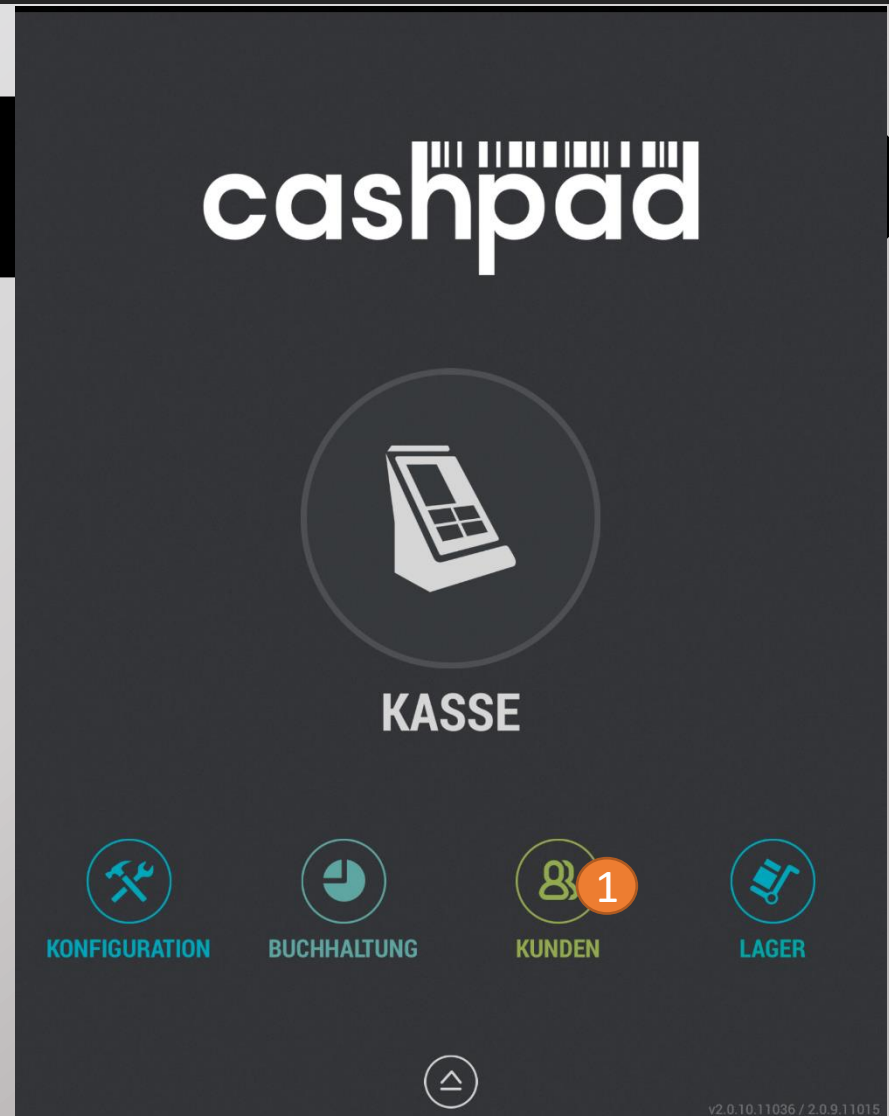 cashpad
KASSE
1
KONFIGURATION BUCHHALTUNG KUNDEN LAGER
v2.0.10.11036 / 2.0.9.11015